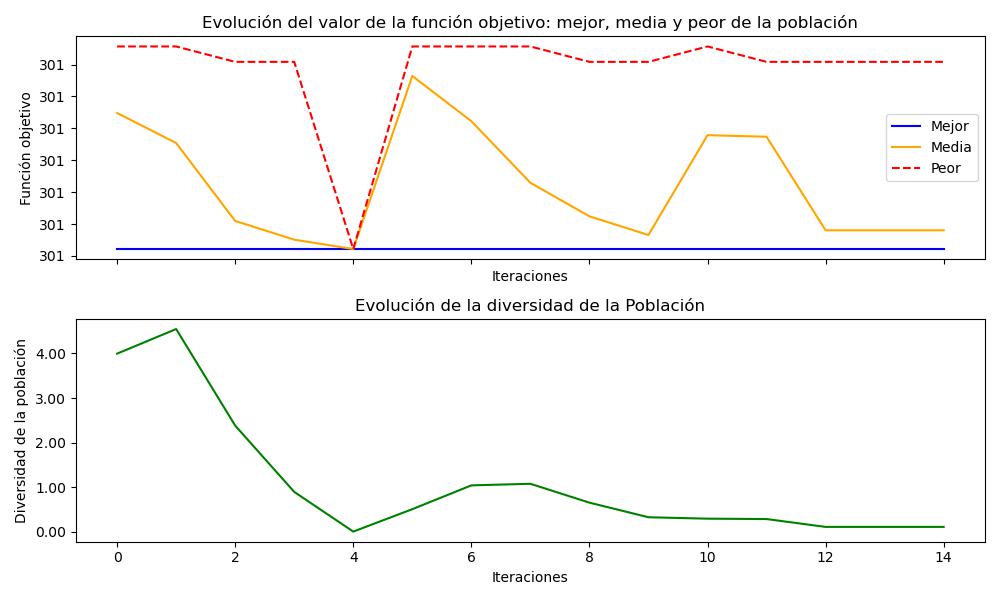 Evolución del valor de la función objetivo: mejor, media y peor de la población
301
301
301
301
301
301
301
Función objetivo
Mejor
Media
Peor
Iteraciones
Evolución de la diversidad de la Población
4.00
3.00
2.00
1.00
0.00
Diversidad de la población
0 2 4 6 8 10 12 14
Iteraciones